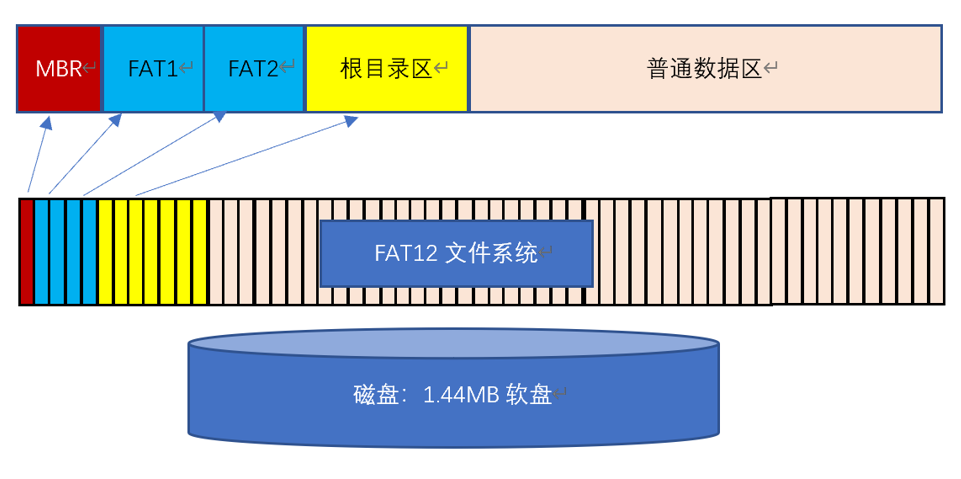 MBR↵
FAT1↵
FAT2↵
根目录区↵
普通数据区↵
FAT12 文件系统↵
磁盘：1.44MB 软盘↵